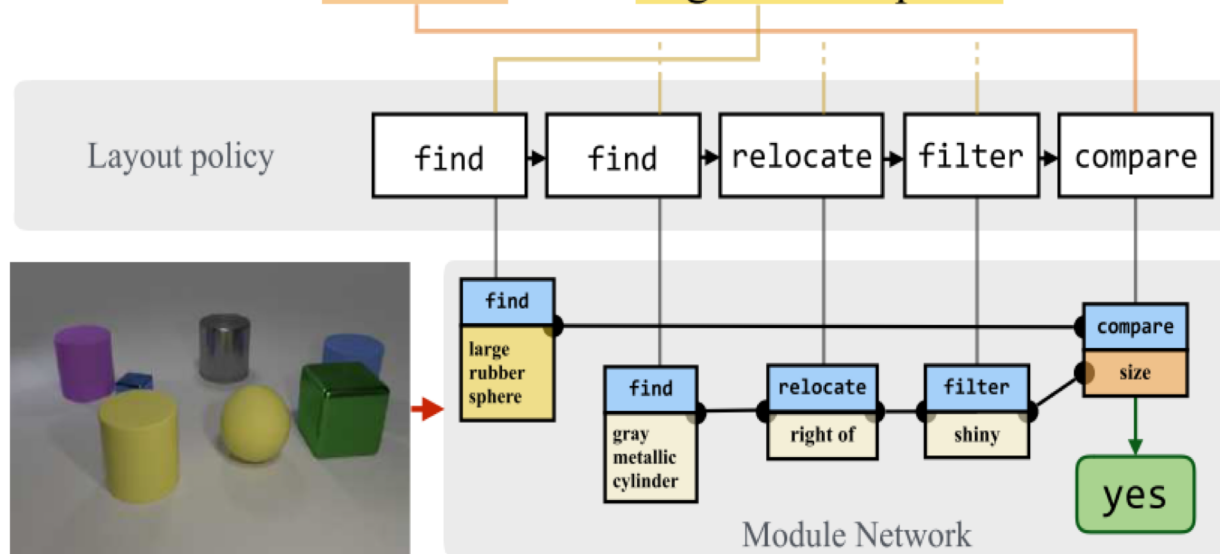 Layout policy
find
find
relocate
filter
compare
find
large
rubber
sphere
find
gray
metallic
cylinder
relocate
right of
filter
shiny
compare
size
yes
Module Network